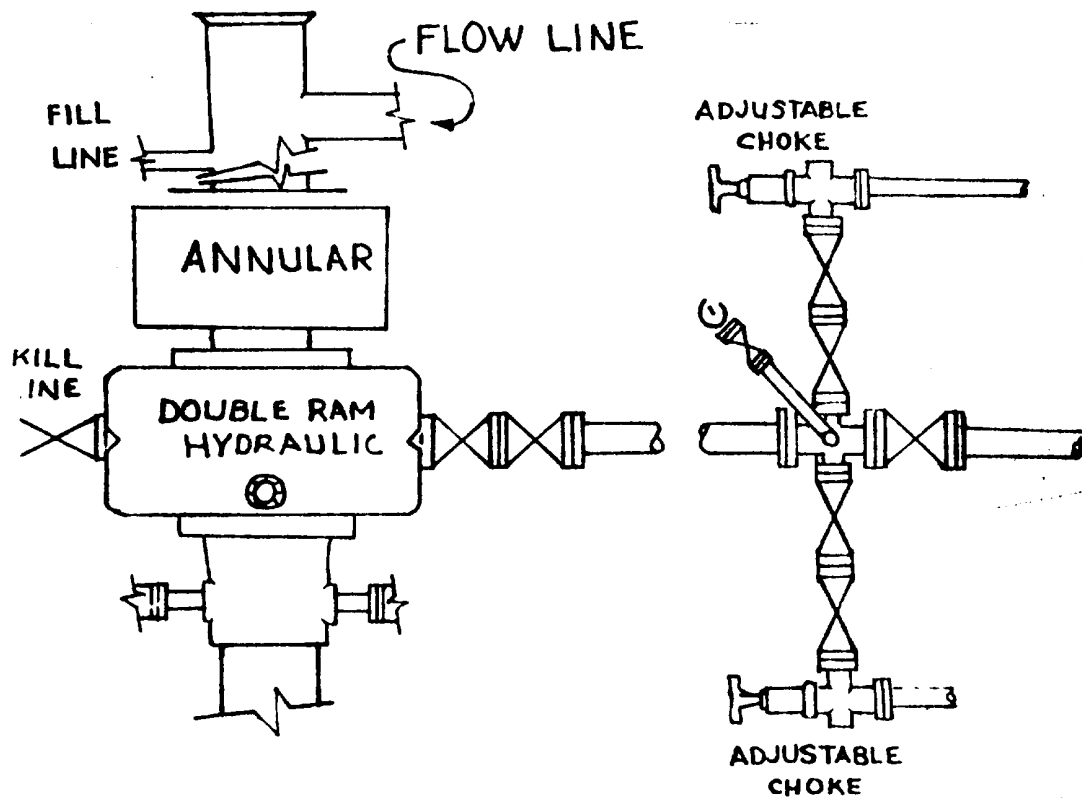 FLOW LINE
FILL
LINE
ADJUSTABLE
CHOKE
ANNULAR
KILL
INE
DOUBLE RAM
HYDRAULIC
ADJUSTABLE
CHOKE